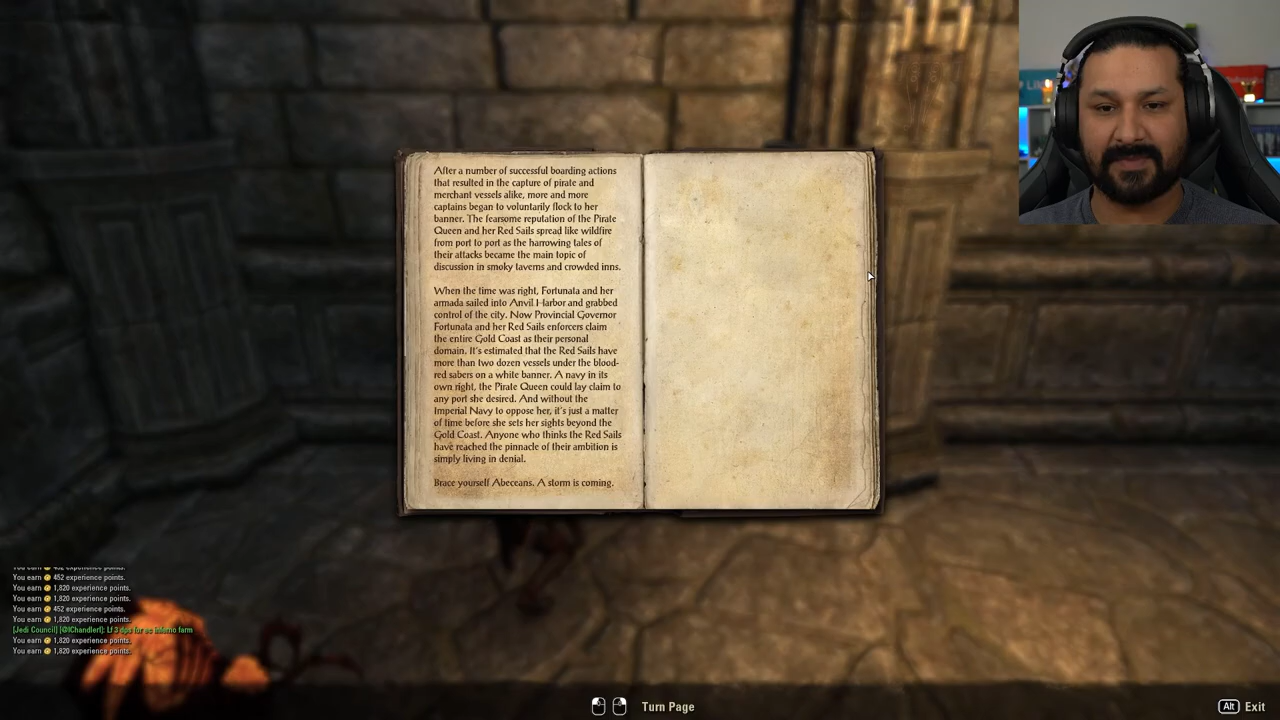 After a number of successful boarding actions
that resulted in the capture of pirate and
merchant vessels alike, more and more
captains began to voluntarily flock to her
banner. The fearsome reputation of the Pirate
Queen and her Red Sails spread like wildfire
from port to port as the harrowing tales of
their attacks became the main topic of
discussion in smoky taverns and crowded inns.
When the time was right, Fortunata and her
armada sailed into Anvil Harbor and grabbed
control of the city. Now Provincial Governor
Fortunata and her Red Sails enforcers claim
the entire Gold Coast as their personal
domain. It's estimated that the Red Sails have
more than two dozen vessels under the blood-
red sabers on a white banner. A navy in its
own right, the Pirate Queen could lay claim to
any port she desired. And without the
Imperial Navy to oppose her, it's just a matter
of time before she sets her sights beyond the
Gold Coast. Anyone who thinks the Red Sails
have reached the pinnacle of their ambition is
simply living in denial.
Brace yourself Abeceans. A storm is coming.
You earn 452 experience points.
You earn 1,820 experience points.
You earn 1,820 experience points.
You earn 452 experience points.
You earn 1,820 experience points.
[Jedi Council] [@IChandlerI]: Lf 3 dps for as inferno farm
You earn 1,820 experience points.
You earn 1,820 experience points.
Turn Page
Alt Exit